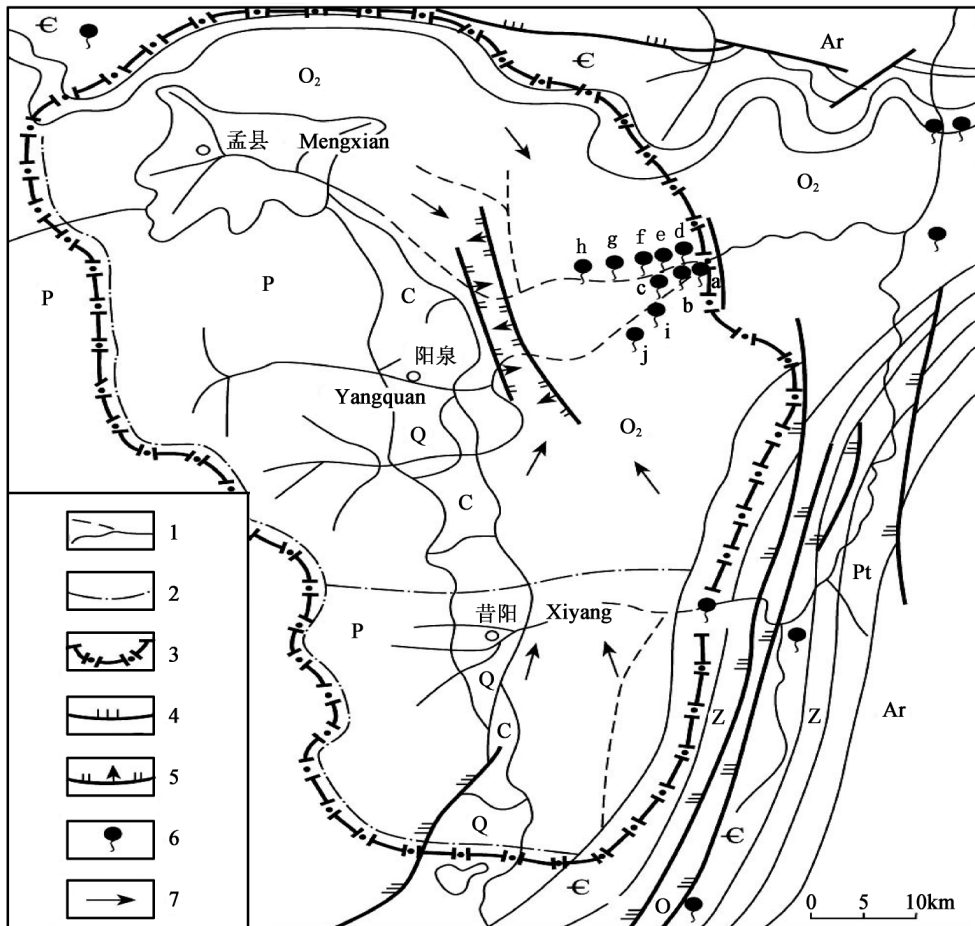 Є
Ar
Є
O₂
孟县 Mengxian
O₂
h g f e d
a
P
P
C
c
b
i
阳泉
j
Yangquan
O₂
Q
C
1
Pt
2
昔阳 Xiyang
P
3
Q
Ar
4
Z
Z
C
5
Q
6
Є
Є
7
O
0 5 10km